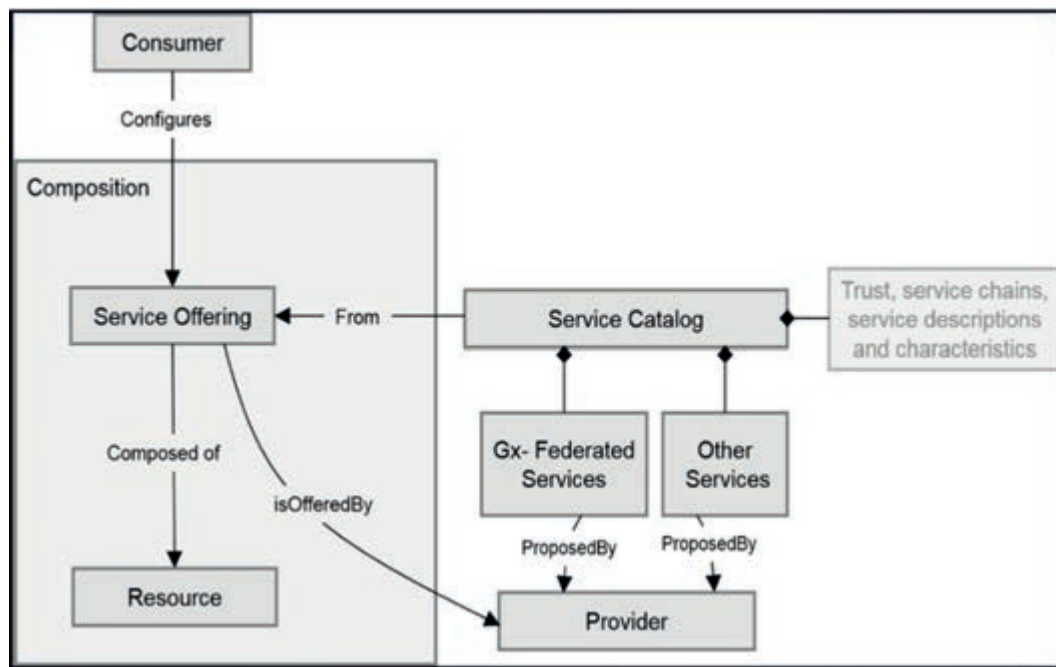 Consumer
Configures
Composition
Service Offering
From
Service Catalog
Trust, service chains,
service descriptions
and characteristics
Composed of
isOfferedBy
Gx- Federated
Services
Other
Services
ProposedBy
ProposedBy
Resource
Provider